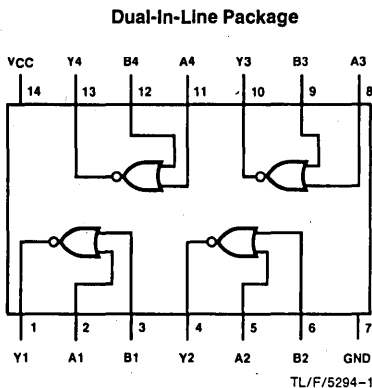 Dual-In-Line Package
VCC Y4 B4 A4 Y3 B3 A3
14 13 12 11 10 9 8
1 2 3 4 5 6 7
Y1 A1 B1 Y2 A2 B2 GND
TL/F/5294-1